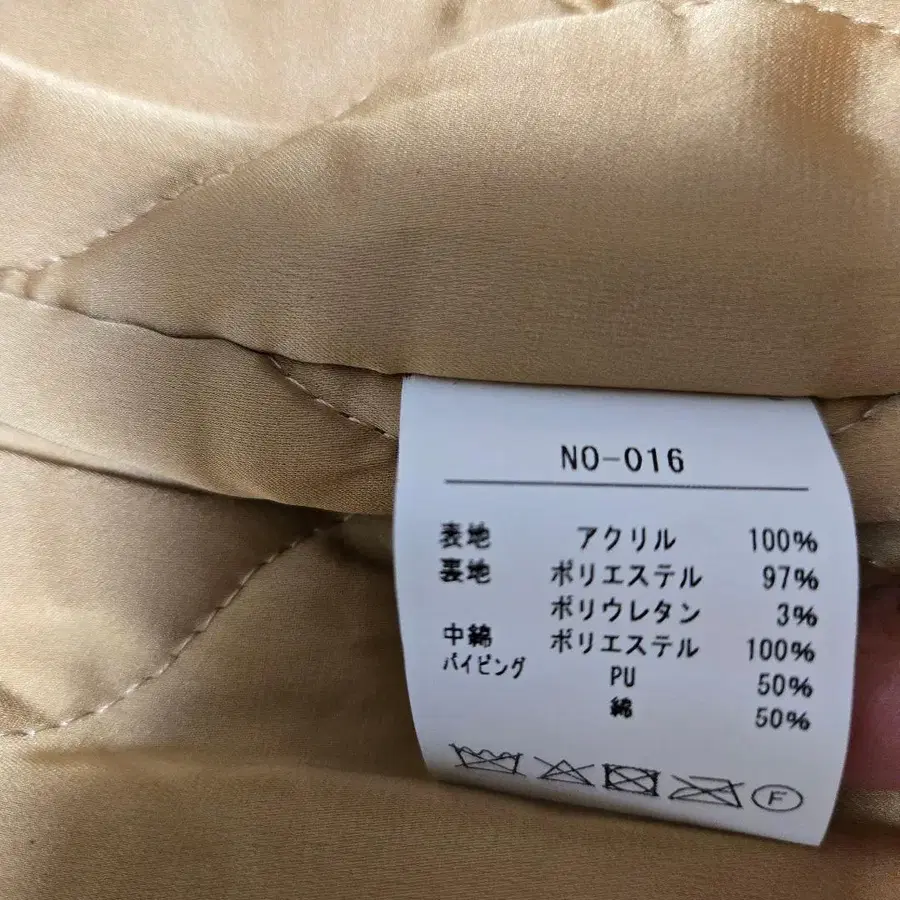 NO-016
表地 アクリル 100%
裏地 ポリエステル 97%
ポリウレタン 3%
中綿 ポリエステル 100%
パイピング PU 50%
綿 50%
F